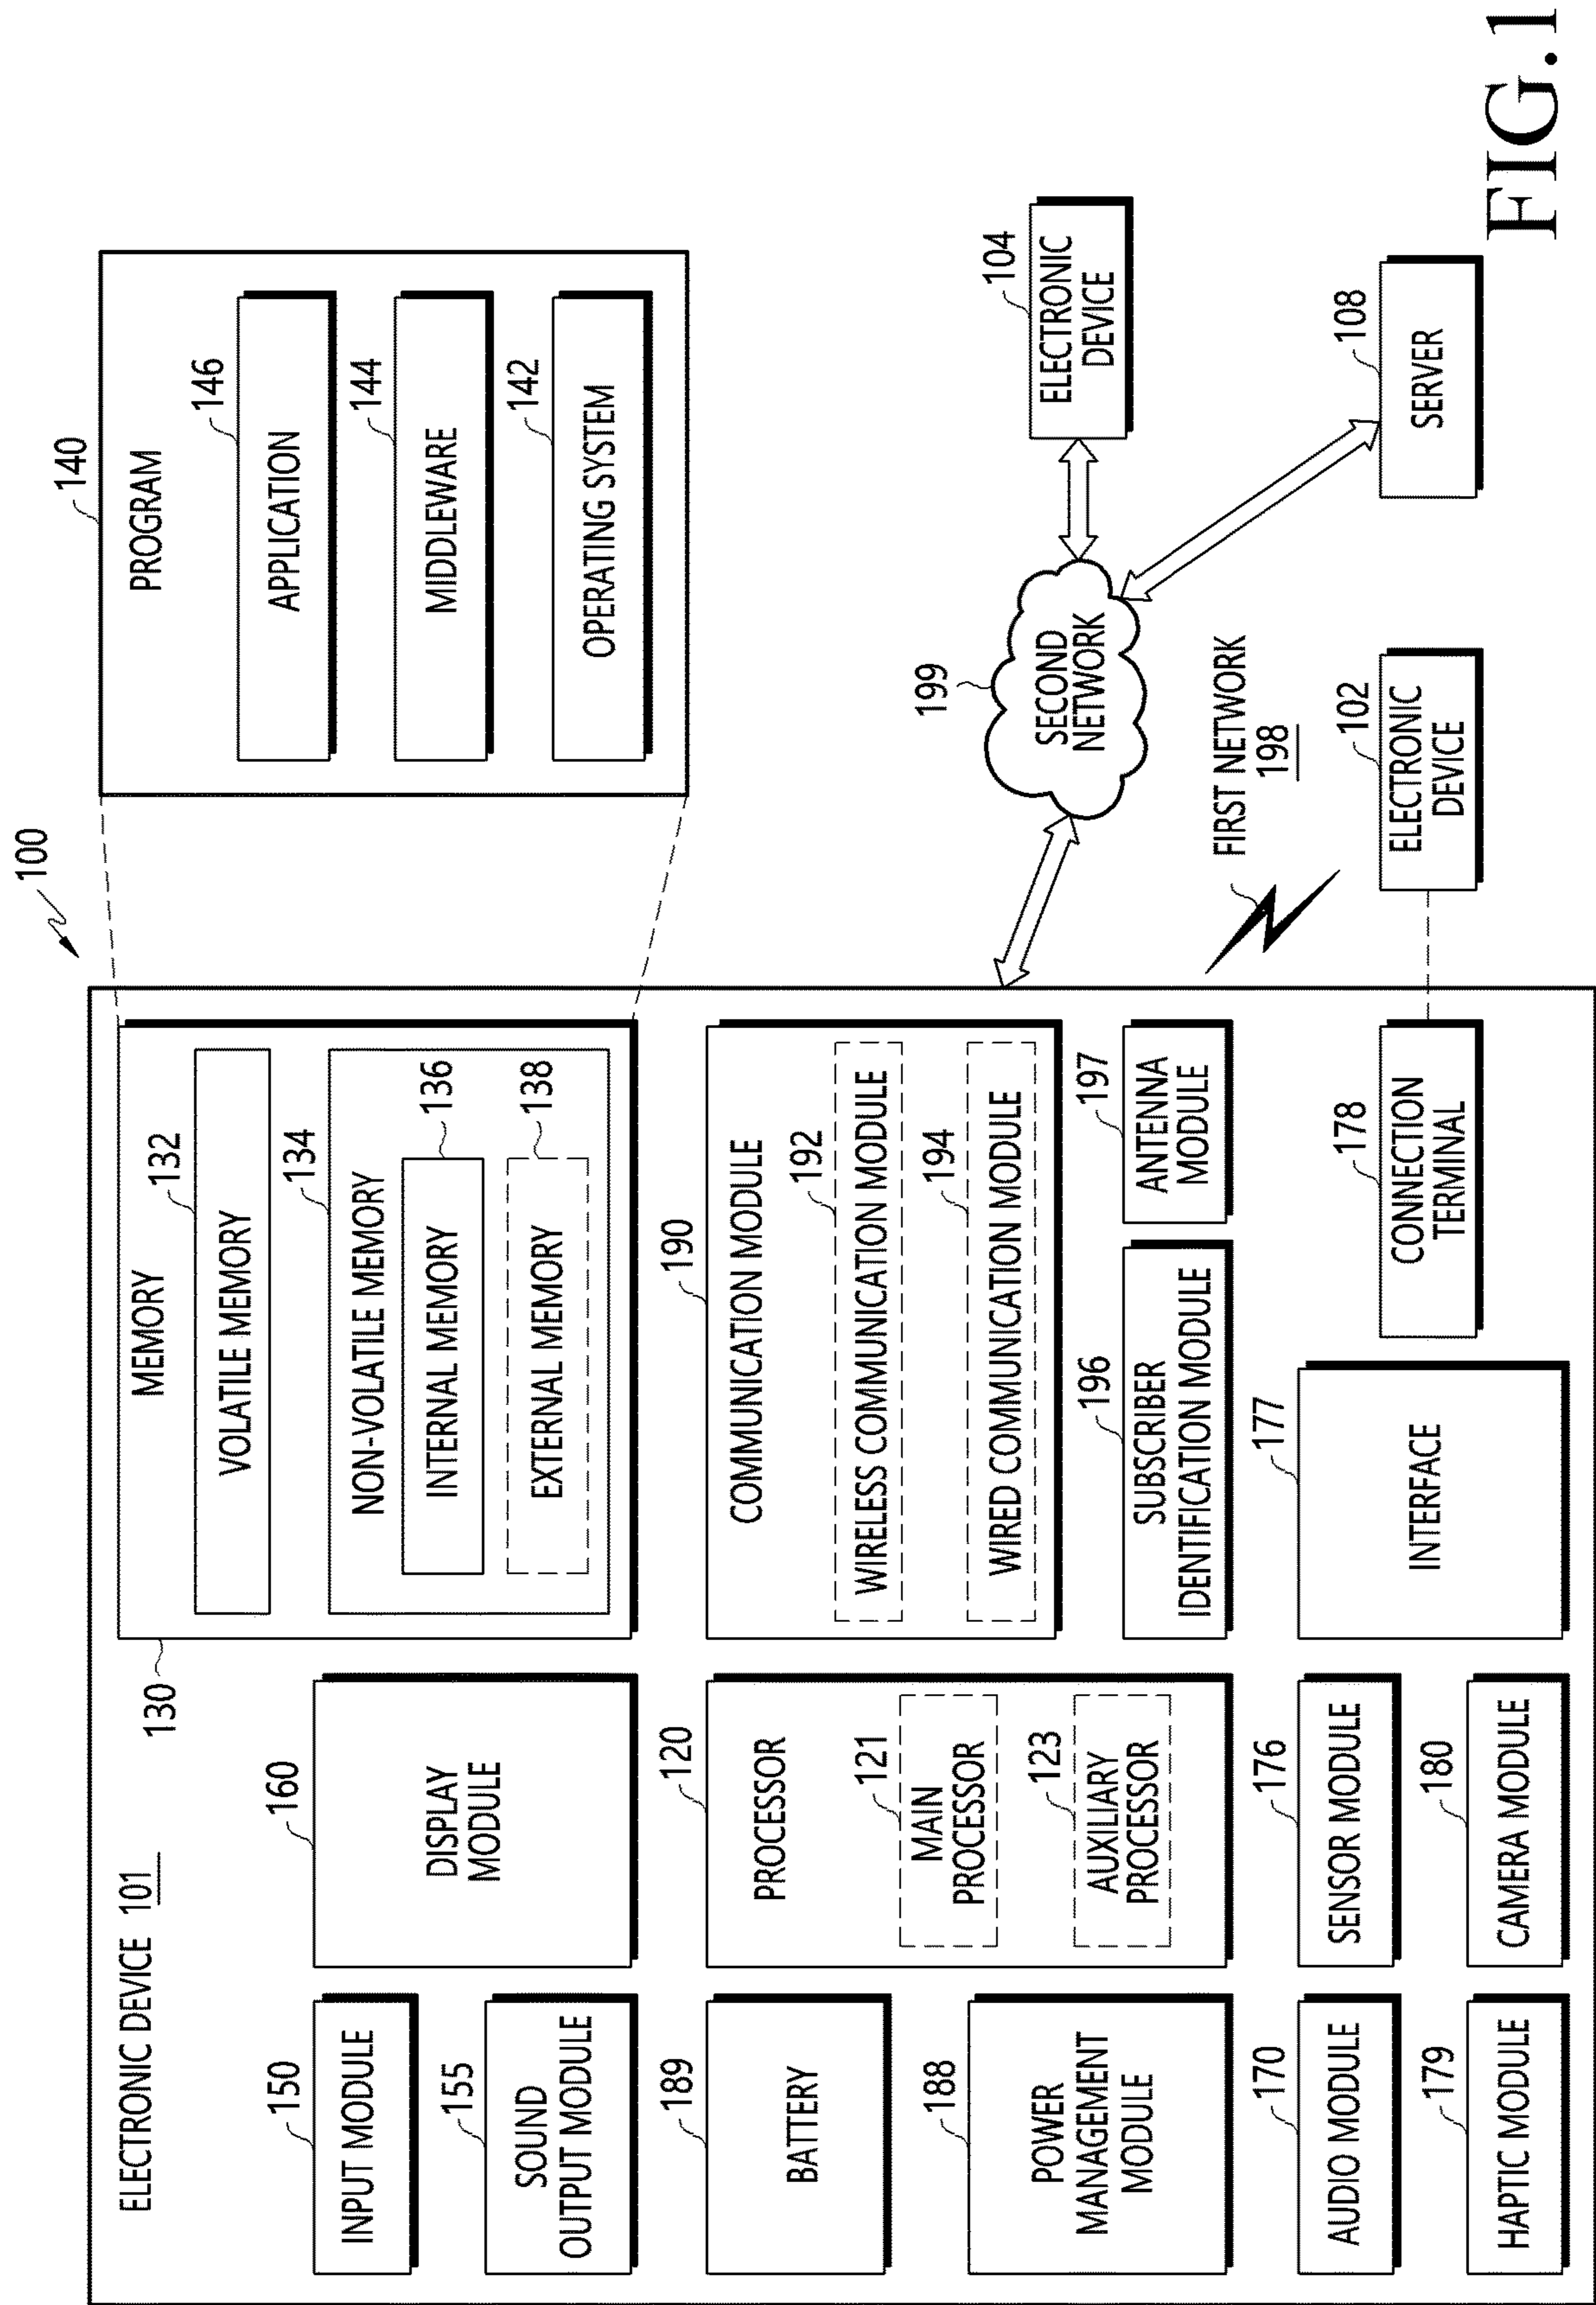 100
ELECTRONIC DEVICE 101
150
INPUT MODULE
155
SOUND
OUTPUT MODULE
160
DISPLAY
MODULE
130
MEMORY
132
VOLATILE MEMORY
134
NON-VOLATILE MEMORY
136
INTERNAL MEMORY
138
EXTERNAL MEMORY
140
PROGRAM
146
APPLICATION
144
MIDDLEWARE
142
OPERATING SYSTEM
189
BATTERY
188
POWER
MANAGEMENT
MODULE
120
PROCESSOR
121
MAIN
PROCESSOR
123
AUXILIARY
PROCESSOR
190
COMMUNICATION MODULE
192
WIRELESS COMMUNICATION MODULE
194
WIRED COMMUNICATION MODULE
196
SUBSCRIBER
IDENTIFICATION MODULE
197
ANTENNA
MODULE
199
SECOND
NETWORK
104
ELECTRONIC
DEVICE
170
AUDIO MODULE
176
SENSOR MODULE
177
INTERFACE
178
CONNECTION
TERMINAL
179
HAPTIC MODULE
180
CAMERA MODULE
FIRST NETWORK
198
102
ELECTRONIC
DEVICE
108
SERVER
FIG.1